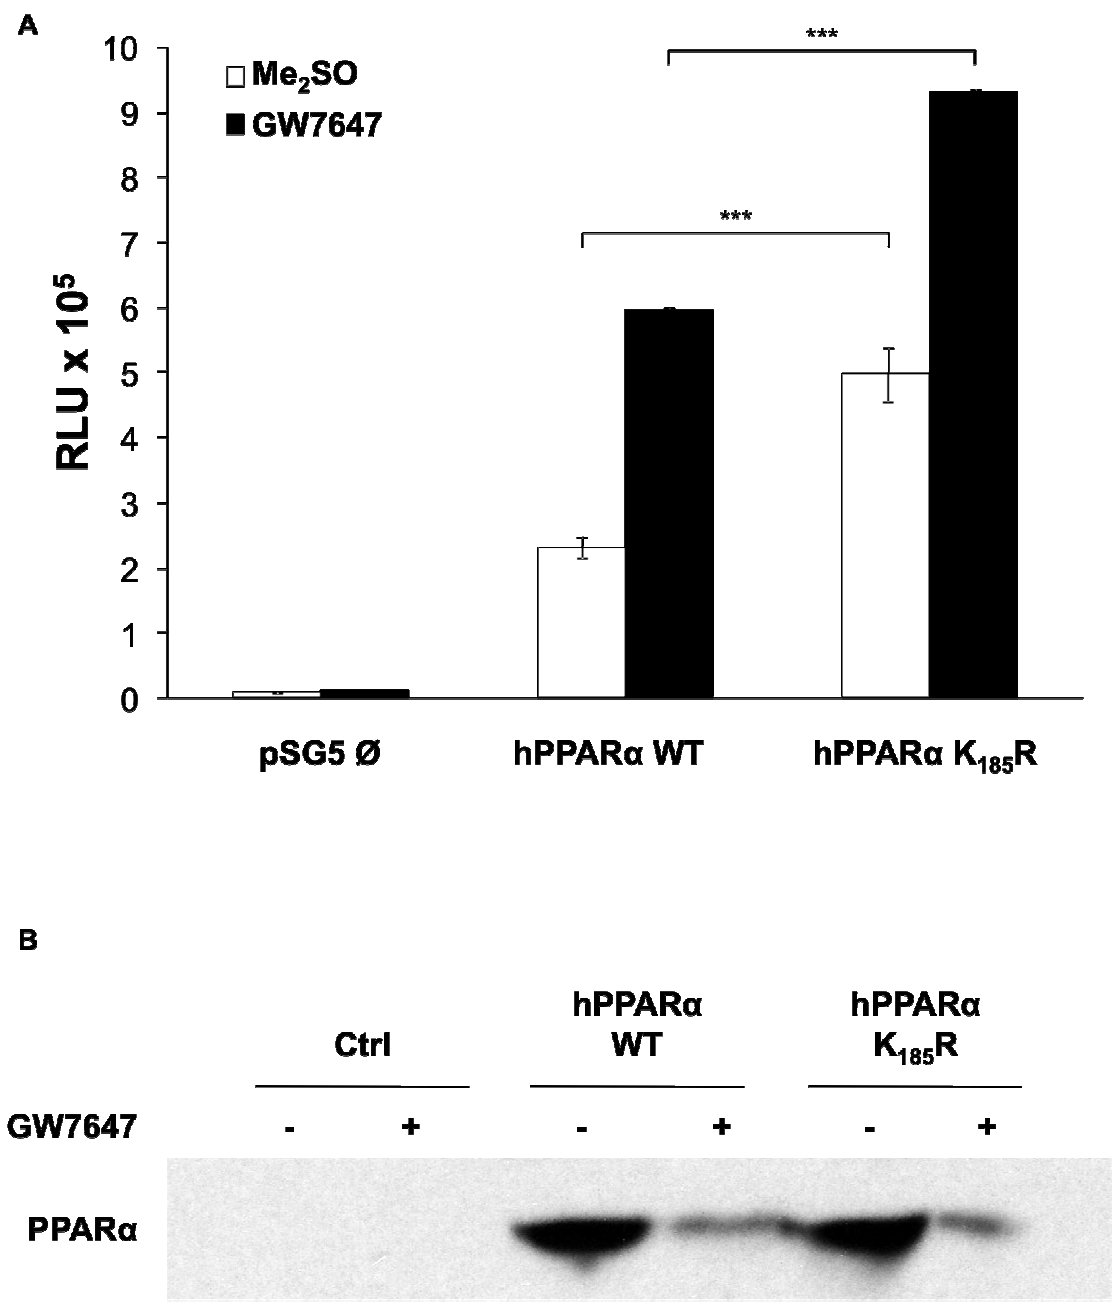 A
10
9
8
7
6
5
4
3
2
1
0
RLU x 10⁵
Me₂SO
GW7647
***
***
pSG5 Ø
hPPARα WT
hPPARα K₁₈₅R
B
hPPARα hPPARα
Ctrl WT K₁₈₅R
GW7647 - + - + - +
PPARα